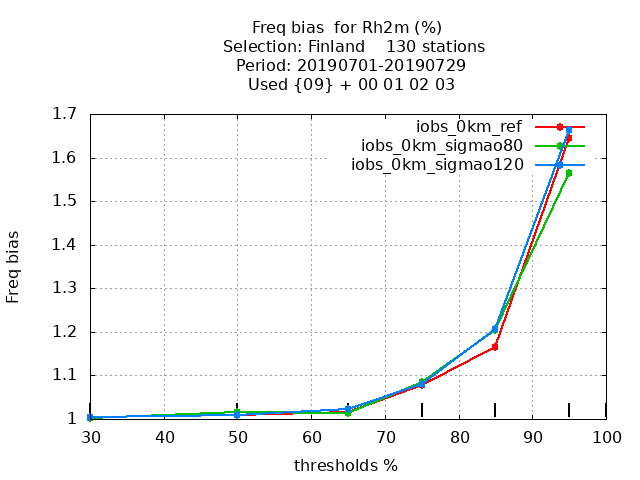 Freq bias  for Rh2m (%)
Selection: Finland    130 stations
Period: 20190701-20190729
Used {09} + 00 01 02 03
iobs_0km_ref
iobs_0km_sigmao80
iobs_0km_sigmao120
1.7
1.6
1.5
1.4
1.3
1.2
1.1
1
Freq bias
30 40 50 60 70 80 90 100
thresholds %